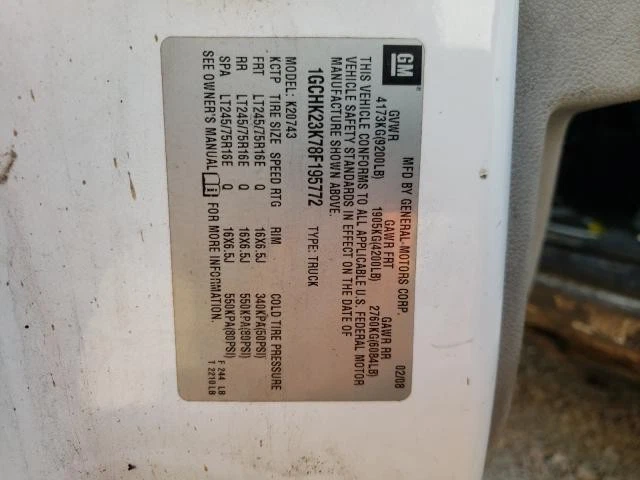 GM
MFD BY GENERAL MOTORS CORP. 02/08
GVWR GAWR FRT GAWR RR
4173KG(9200LB) 1905KG(4200LB) 2760KG(6084LB)
THIS VEHICLE CONFORMS TO ALL APPLICABLE U.S. FEDERAL MOTOR
VEHICLE SAFETY STANDARDS IN EFFECT ON THE DATE OF
MANUFACTURE SHOWN ABOVE.
1GCHK23K78F195772 TYPE: TRUCK
MODEL: K20743
KCTP TIRE SIZE SPEED RTG RIM COLD TIRE PRESSURE
FRT LT245/75R16E Q 16X6.5J 340KPA(50PSI)
RR LT245/75R16E Q 16X6.5J 550KPA(80PSI)
SPA LT245/75R16E Q 16X6.5J 550KPA(80PSI)
SEE OWNER'S MANUAL FOR MORE INFORMATION.
F 244 LB
T 2210 LB